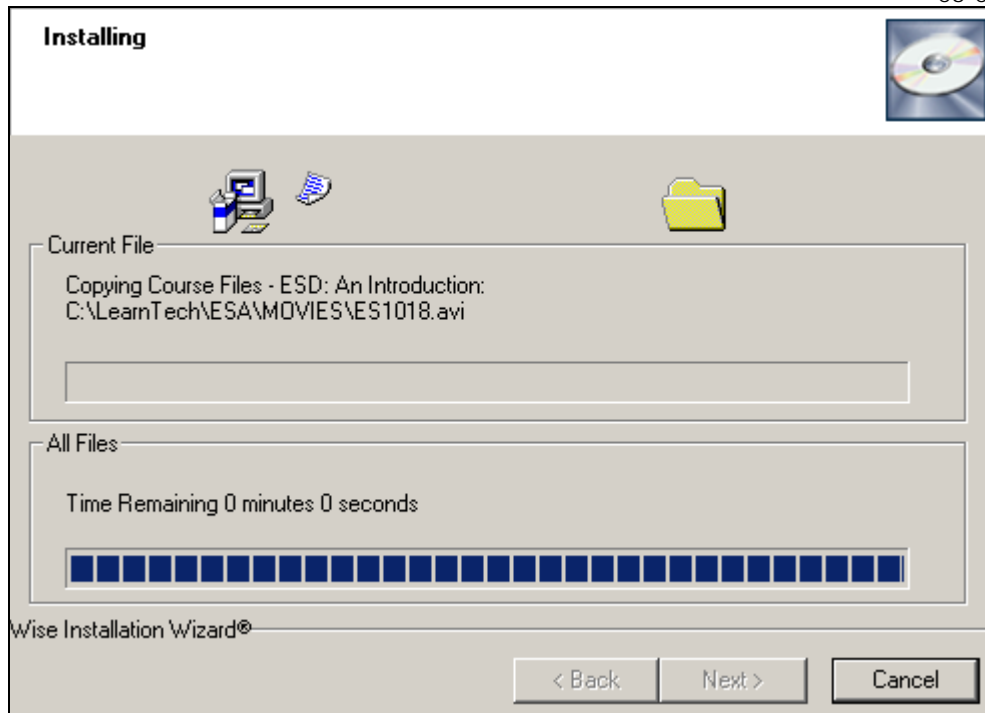 Installing
Current File
Copying Course Files - ESD: An Introduction:
C:\LearnTech\ESA\MOVIES\ES1018.avi
All Files
Time Remaining 0 minutes 0 seconds
Wise Installation Wizard®
< Back
Next >
Cancel